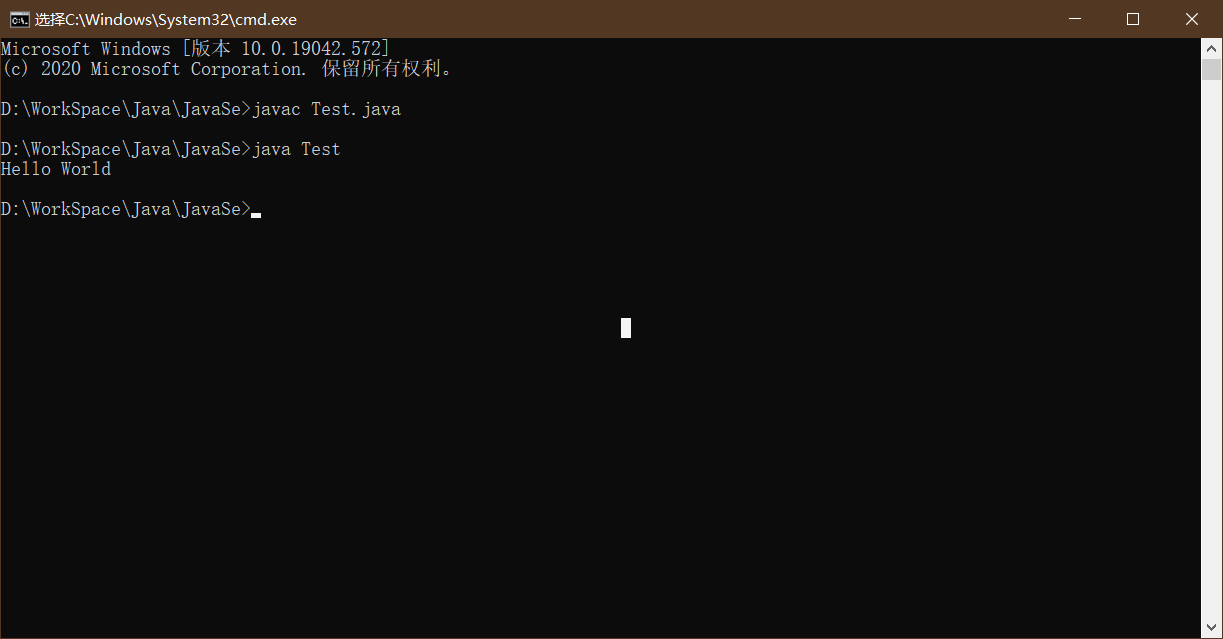 选择C:\Windows\System32\cmd.exe
Microsoft Windows [版本 10.0.19042.572]
(c) 2020 Microsoft Corporation. 保留所有权利。
D:\WorkSpace\Java\JavaSe>javac Test.java
D:\WorkSpace\Java\JavaSe>java Test
Hello World
D:\WorkSpace\Java\JavaSe>